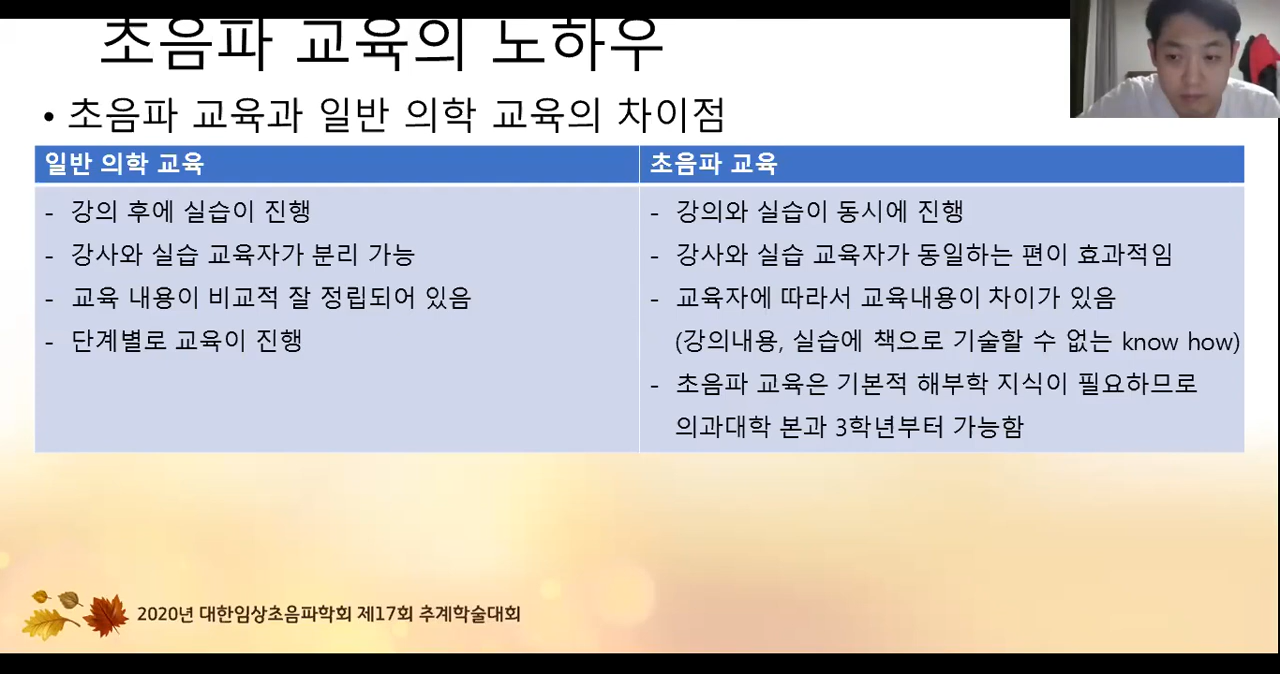 초음파 교육의 노하우
• 초음파 교육과 일반 의학 교육의 차이점
일반 의학 교육
- 강의 후에 실습이 진행
- 강사와 실습 교육자가 분리 가능
- 교육 내용이 비교적 잘 정립되어 있음
- 단계별로 교육이 진행
초음파 교육
- 강의와 실습이 동시에 진행
- 강사와 실습 교육자가 동일하는 편이 효과적임
- 교육자에 따라서 교육내용이 차이가 있음
(강의내용, 실습에 책으로 기술할 수 없는 know how)
- 초음파 교육은 기본적 해부학 지식이 필요하므로
의과대학 본과 3학년부터 가능함
2020년 대한임상초음파학회 제17회 추계학술대회